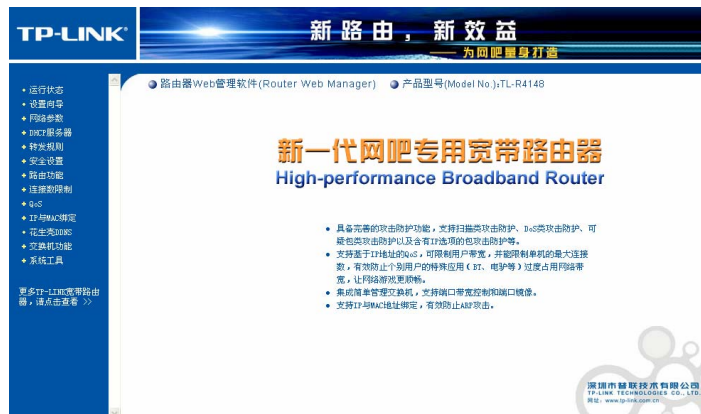 TP-LINK®
新路由，新效益
—— 为网吧量身打造
路由器Web管理软件(Router Web Manager) 产品型号(Model No.):TL-R4148
• 运行状态
• 设置向导
+ 网络参数
+ DHCP服务器
+ 转发规则
+ 安全设置
+ 路由功能
+ 连接数限制
+ QoS
+ IP与MAC绑定
• 花生壳DDNS
+ 交换机功能
+ 系统工具
更多TP-LINK宽带路由
器，请点击查看 >>
新一代网吧专用宽带路由器
High-performance Broadband Router
• 具备完善的攻击防护功能，支持扫描类攻击防护、DoS类攻击防护、可
疑包类攻击防护以及含有IP选项的包攻击防护等。
• 支持基于IP地址的QoS，可限制用户带宽，并能限制单机的最大连接
数，有效防止个别用户的特殊应用（BT、电驴等）过度占用网络带
宽，让网络游戏更顺畅。
• 集成简单管理交换机，支持端口带宽控制和端口镜像。
• 支持IP与MAC地址绑定，有效防止ARP攻击。
深圳市普联技术有限公司
TP-LINK TECHNOLOGIES CO., LTD.
网址：www.tp-link.com.cn